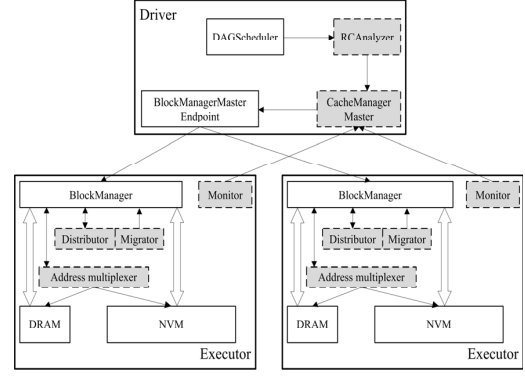 Driver
DAGScheduler
RCAnalyzer
BlockManagerMaster
Endpoint
CacheManager
Master
BlockManager
Monitor
Distributor
Migrator
Address multiplexer
DRAM
NVM
Executor
BlockManager
Monitor
Distributor
Migrator
Address multiplexer
DRAM
NVM
Executor